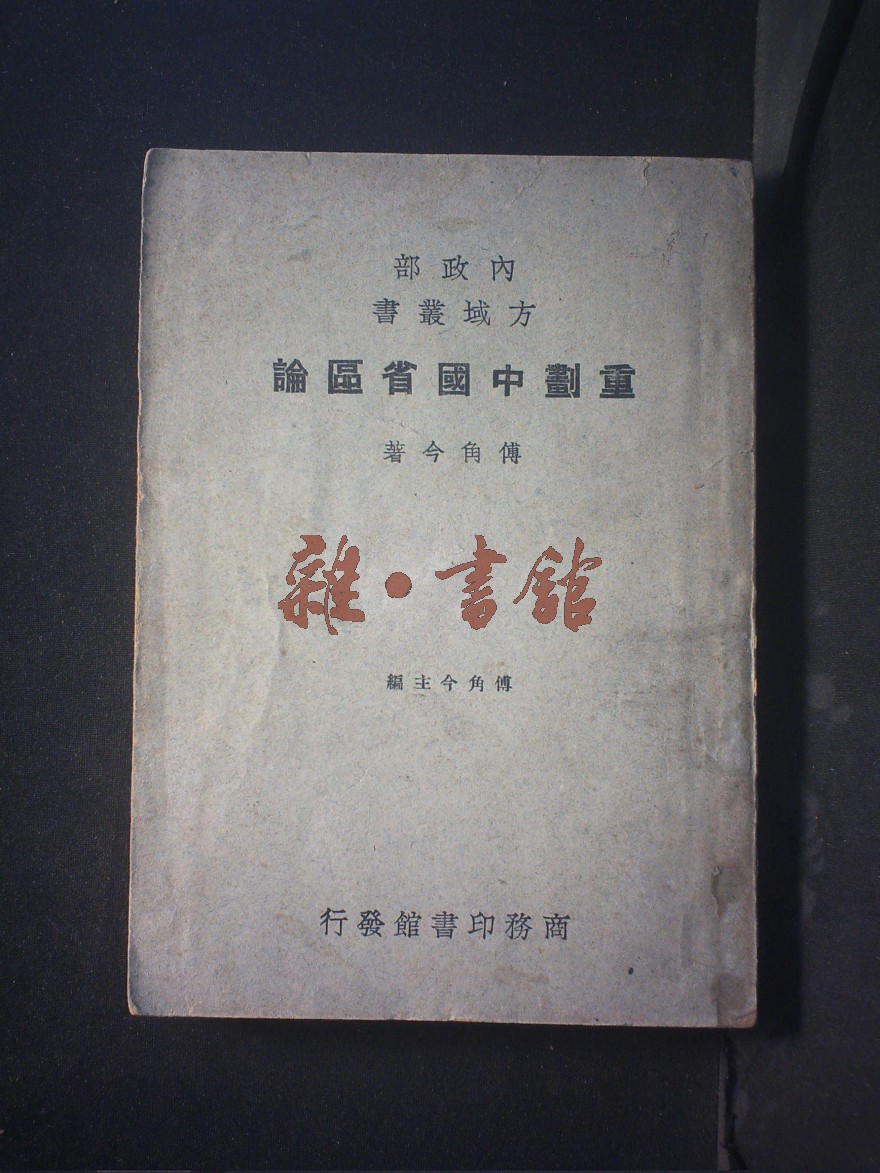 內政部
方域叢書
重劃中國省區論
傅角今著
雜·書館
傅角今主編
商務印書館發行